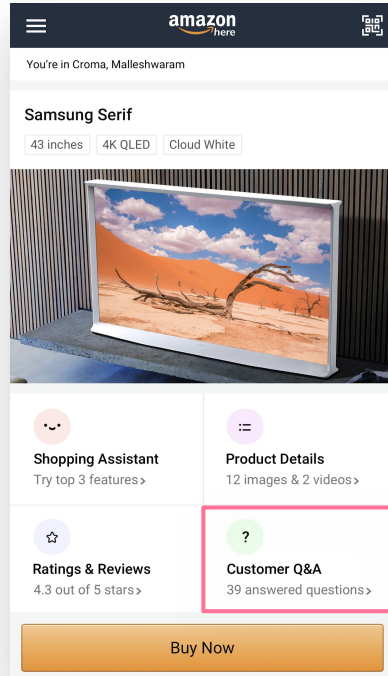 amazon
here
You're in Croma, Malleshwaram
Samsung Serif
43 inches 4K QLED Cloud White
Shopping Assistant
Try top 3 features›
Product Details
12 images & 2 videos›
Ratings & Reviews
4.3 out of 5 stars›
?
Customer Q&A
39 answered questions›
Buy Now